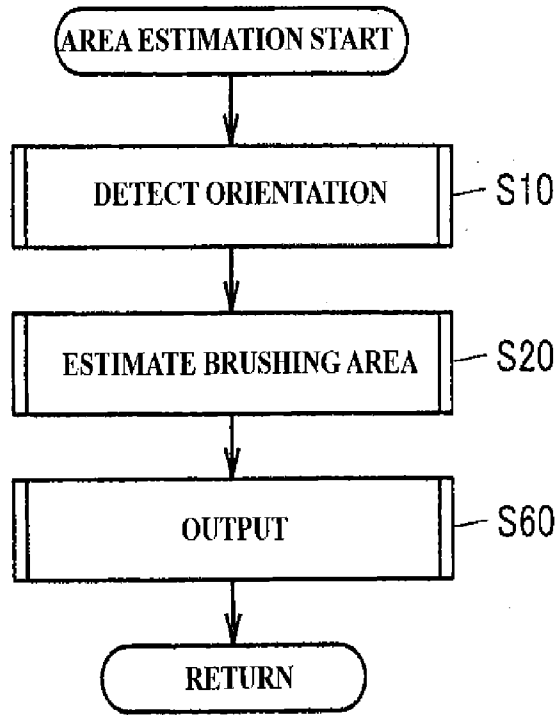 AREA ESTIMATION START
DETECT ORIENTATION
S10
ESTIMATE BRUSHING AREA
S20
OUTPUT
S60
RETURN